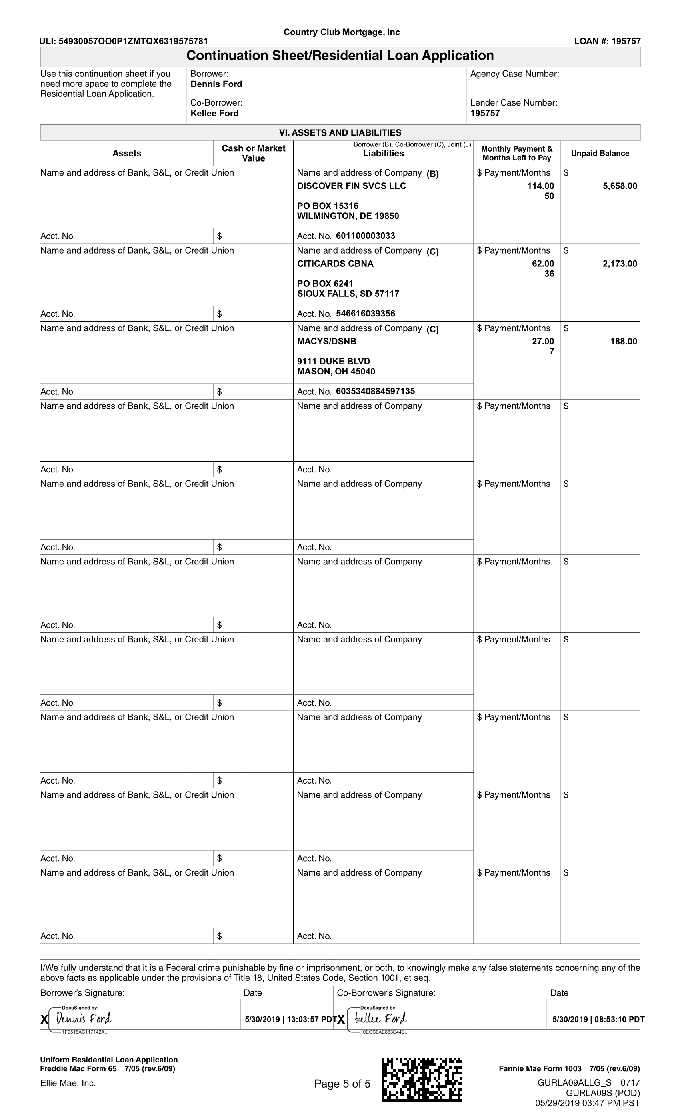 Country Club Mortgage, Inc
ULI: 54930057OO0P1ZMTQX6319575781
LOAN #: 195757
Continuation Sheet/Residential Loan Application
Use this continuation sheet if you
need more space to complete the
Residential Loan Application.
Borrower:
Dennis Ford
Co-Borrower:
Kellee Ford
Agency Case Number:
Lender Case Number:
195757
VI. ASSETS AND LIABILITIES
Assets
Cash or Market
Value
Borrower (B), Co-Borrower (C), Joint (J)
Liabilities
Monthly Payment &
Months Left to Pay
Unpaid Balance
Name and address of Bank, S&L, or Credit Union
Name and address of Company (B)
$ Payment/Months
$
DISCOVER FIN SVCS LLC
114.00
5,658.00
50
PO BOX 15316
WILMINGTON, DE 19850
Acct. No.
$
Acct. No. 601100003033
Name and address of Bank, S&L, or Credit Union
Name and address of Company (C)
$ Payment/Months
$
CITICARDS CBNA
62.00
2,173.00
36
PO BOX 6241
SIOUX FALLS, SD 57117
Acct. No.
$
Acct. No. 546616039356
Name and address of Bank, S&L, or Credit Union
Name and address of Company (C)
$ Payment/Months
$
MACYS/DSNB
27.00
188.00
7
9111 DUKE BLVD
MASON, OH 45040
Acct. No.
$
Acct. No. 6035340884597135
Name and address of Bank, S&L, or Credit Union
Name and address of Company
$ Payment/Months
$
Acct. No.
$
Acct. No.
Name and address of Bank, S&L, or Credit Union
Name and address of Company
$ Payment/Months
$
Acct. No.
$
Acct. No.
Name and address of Bank, S&L, or Credit Union
Name and address of Company
$ Payment/Months
$
Acct. No.
$
Acct. No.
Name and address of Bank, S&L, or Credit Union
Name and address of Company
$ Payment/Months
$
Acct. No.
$
Acct. No.
Name and address of Bank, S&L, or Credit Union
Name and address of Company
$ Payment/Months
$
Acct. No.
$
Acct. No.
Name and address of Bank, S&L, or Credit Union
Name and address of Company
$ Payment/Months
$
Acct. No.
$
Acct. No.
Name and address of Bank, S&L, or Credit Union
Name and address of Company
$ Payment/Months
$
Acct. No.
$
Acct. No.
I/We fully understand that it is a Federal crime punishable by fine or imprisonment, or both, to knowingly make any false statements concerning any of the
above facts as applicable under the provisions of Title 18, United States Code, Section 1001, et seq.
Borrower's Signature:
Date
Co-Borrower's Signature:
Date
DocuSigned by
X Dennis Ford
5/30/2019 | 13:03:57 PDT
DocuSigned by
X Kellee Ford
5/30/2019 | 08:53:10 PDT
Uniform Residential Loan Application
Freddie Mac Form 65 7/05 (rev.6/09)
Fannie Mae Form 1003 7/05 (rev.6/09)
Ellie Mae, Inc.
Page 5 of 5
GURLA09ALLG_S 0717
GURLA09S (POD)
05/29/2019 03:47 PM PST